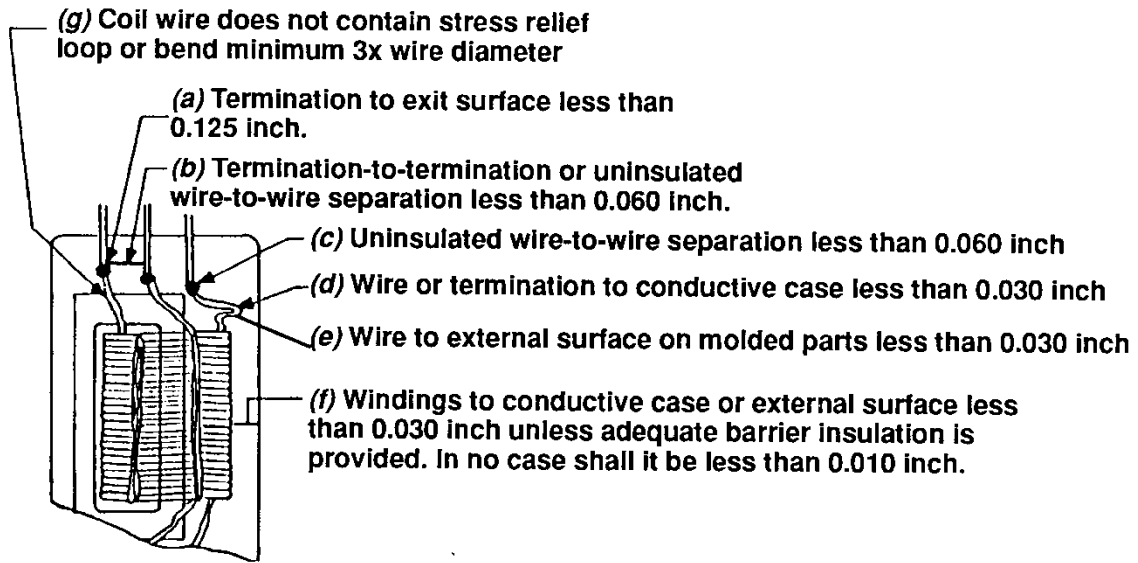 (g) Coil wire does not contain stress relief
loop or bend minimum 3x wire diameter
(a) Termination to exit surface less than
0.125 inch.
(b) Termination-to-termination or uninsulated
wire-to-wire separation less than 0.060 inch.
(c) Uninsulated wire-to-wire separation less than 0.060 inch
(d) Wire or termination to conductive case less than 0.030 inch
(e) Wire to external surface on molded parts less than 0.030 inch
(f) Windings to conductive case or external surface less
than 0.030 inch unless adequate barrier insulation is
provided. In no case shall it be less than 0.010 inch.